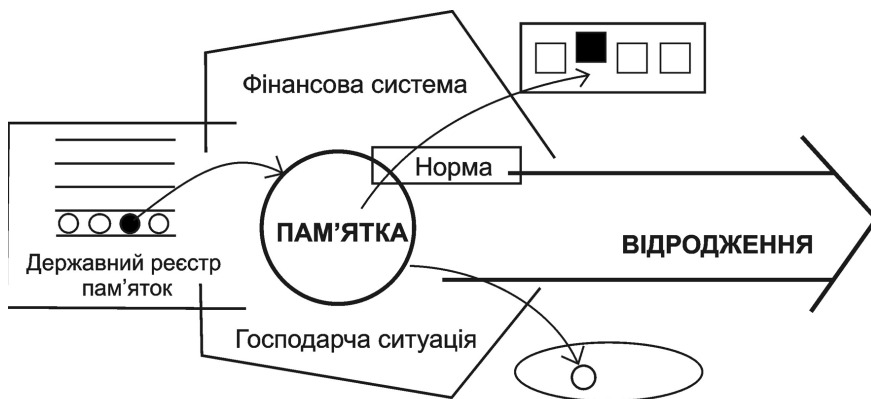 Фінансова система
Норма
ПАМ’ЯТКА
ВІДРОДЖЕННЯ
Державний реєстр
пам’яток
Господарча ситуація